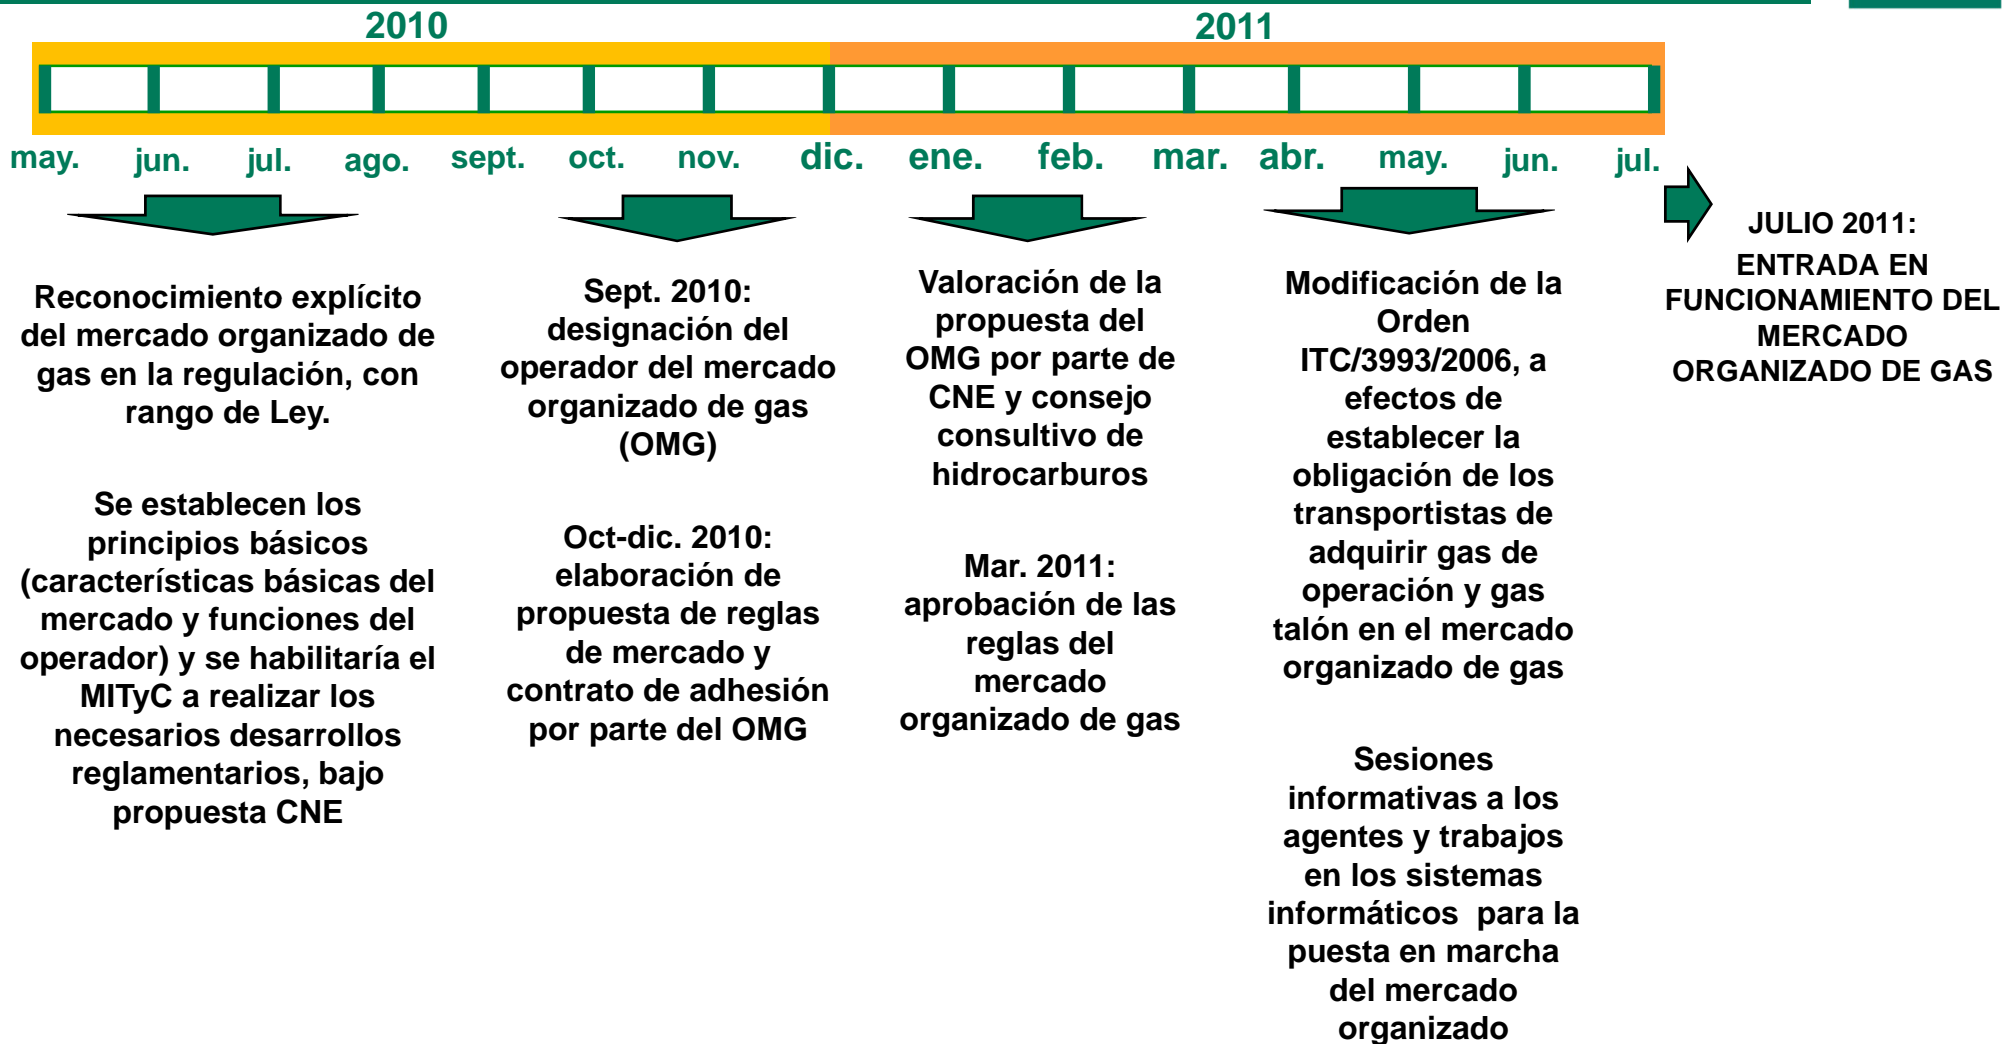 2010
2011
may. jun. jul. ago. sept. oct. nov. dic. ene. feb. mar. abr. may. jun. jul.
Reconocimiento explícito
del mercado organizado de
gas en la regulación, con
rango de Ley.
Se establecen los
principios básicos
(características básicas del
mercado y funciones del
operador) y se habilitaría el
MITyC a realizar los
necesarios desarrollos
reglamentarios, bajo
propuesta CNE
Sept. 2010:
designación del
operador del mercado
organizado de gas
(OMG)
Oct-dic. 2010:
elaboración de
propuesta de reglas
de mercado y
contrato de adhesión
por parte del OMG
Valoración de la
propuesta del
OMG por parte de
CNE y consejo
consultivo de
hidrocarburos
Mar. 2011:
aprobación de las
reglas del
mercado
organizado de gas
Modificación de la
Orden
ITC/3993/2006, a
efectos de
establecer la
obligación de los
transportistas de
adquirir gas de
operación y gas
talón en el mercado
organizado de gas
Sesiones
informativas a los
agentes y trabajos
en los sistemas
informáticos para la
puesta en marcha
del mercado
organizado
JULIO 2011:
ENTRADA EN
FUNCIONAMIENTO DEL
MERCADO
ORGANIZADO DE GAS